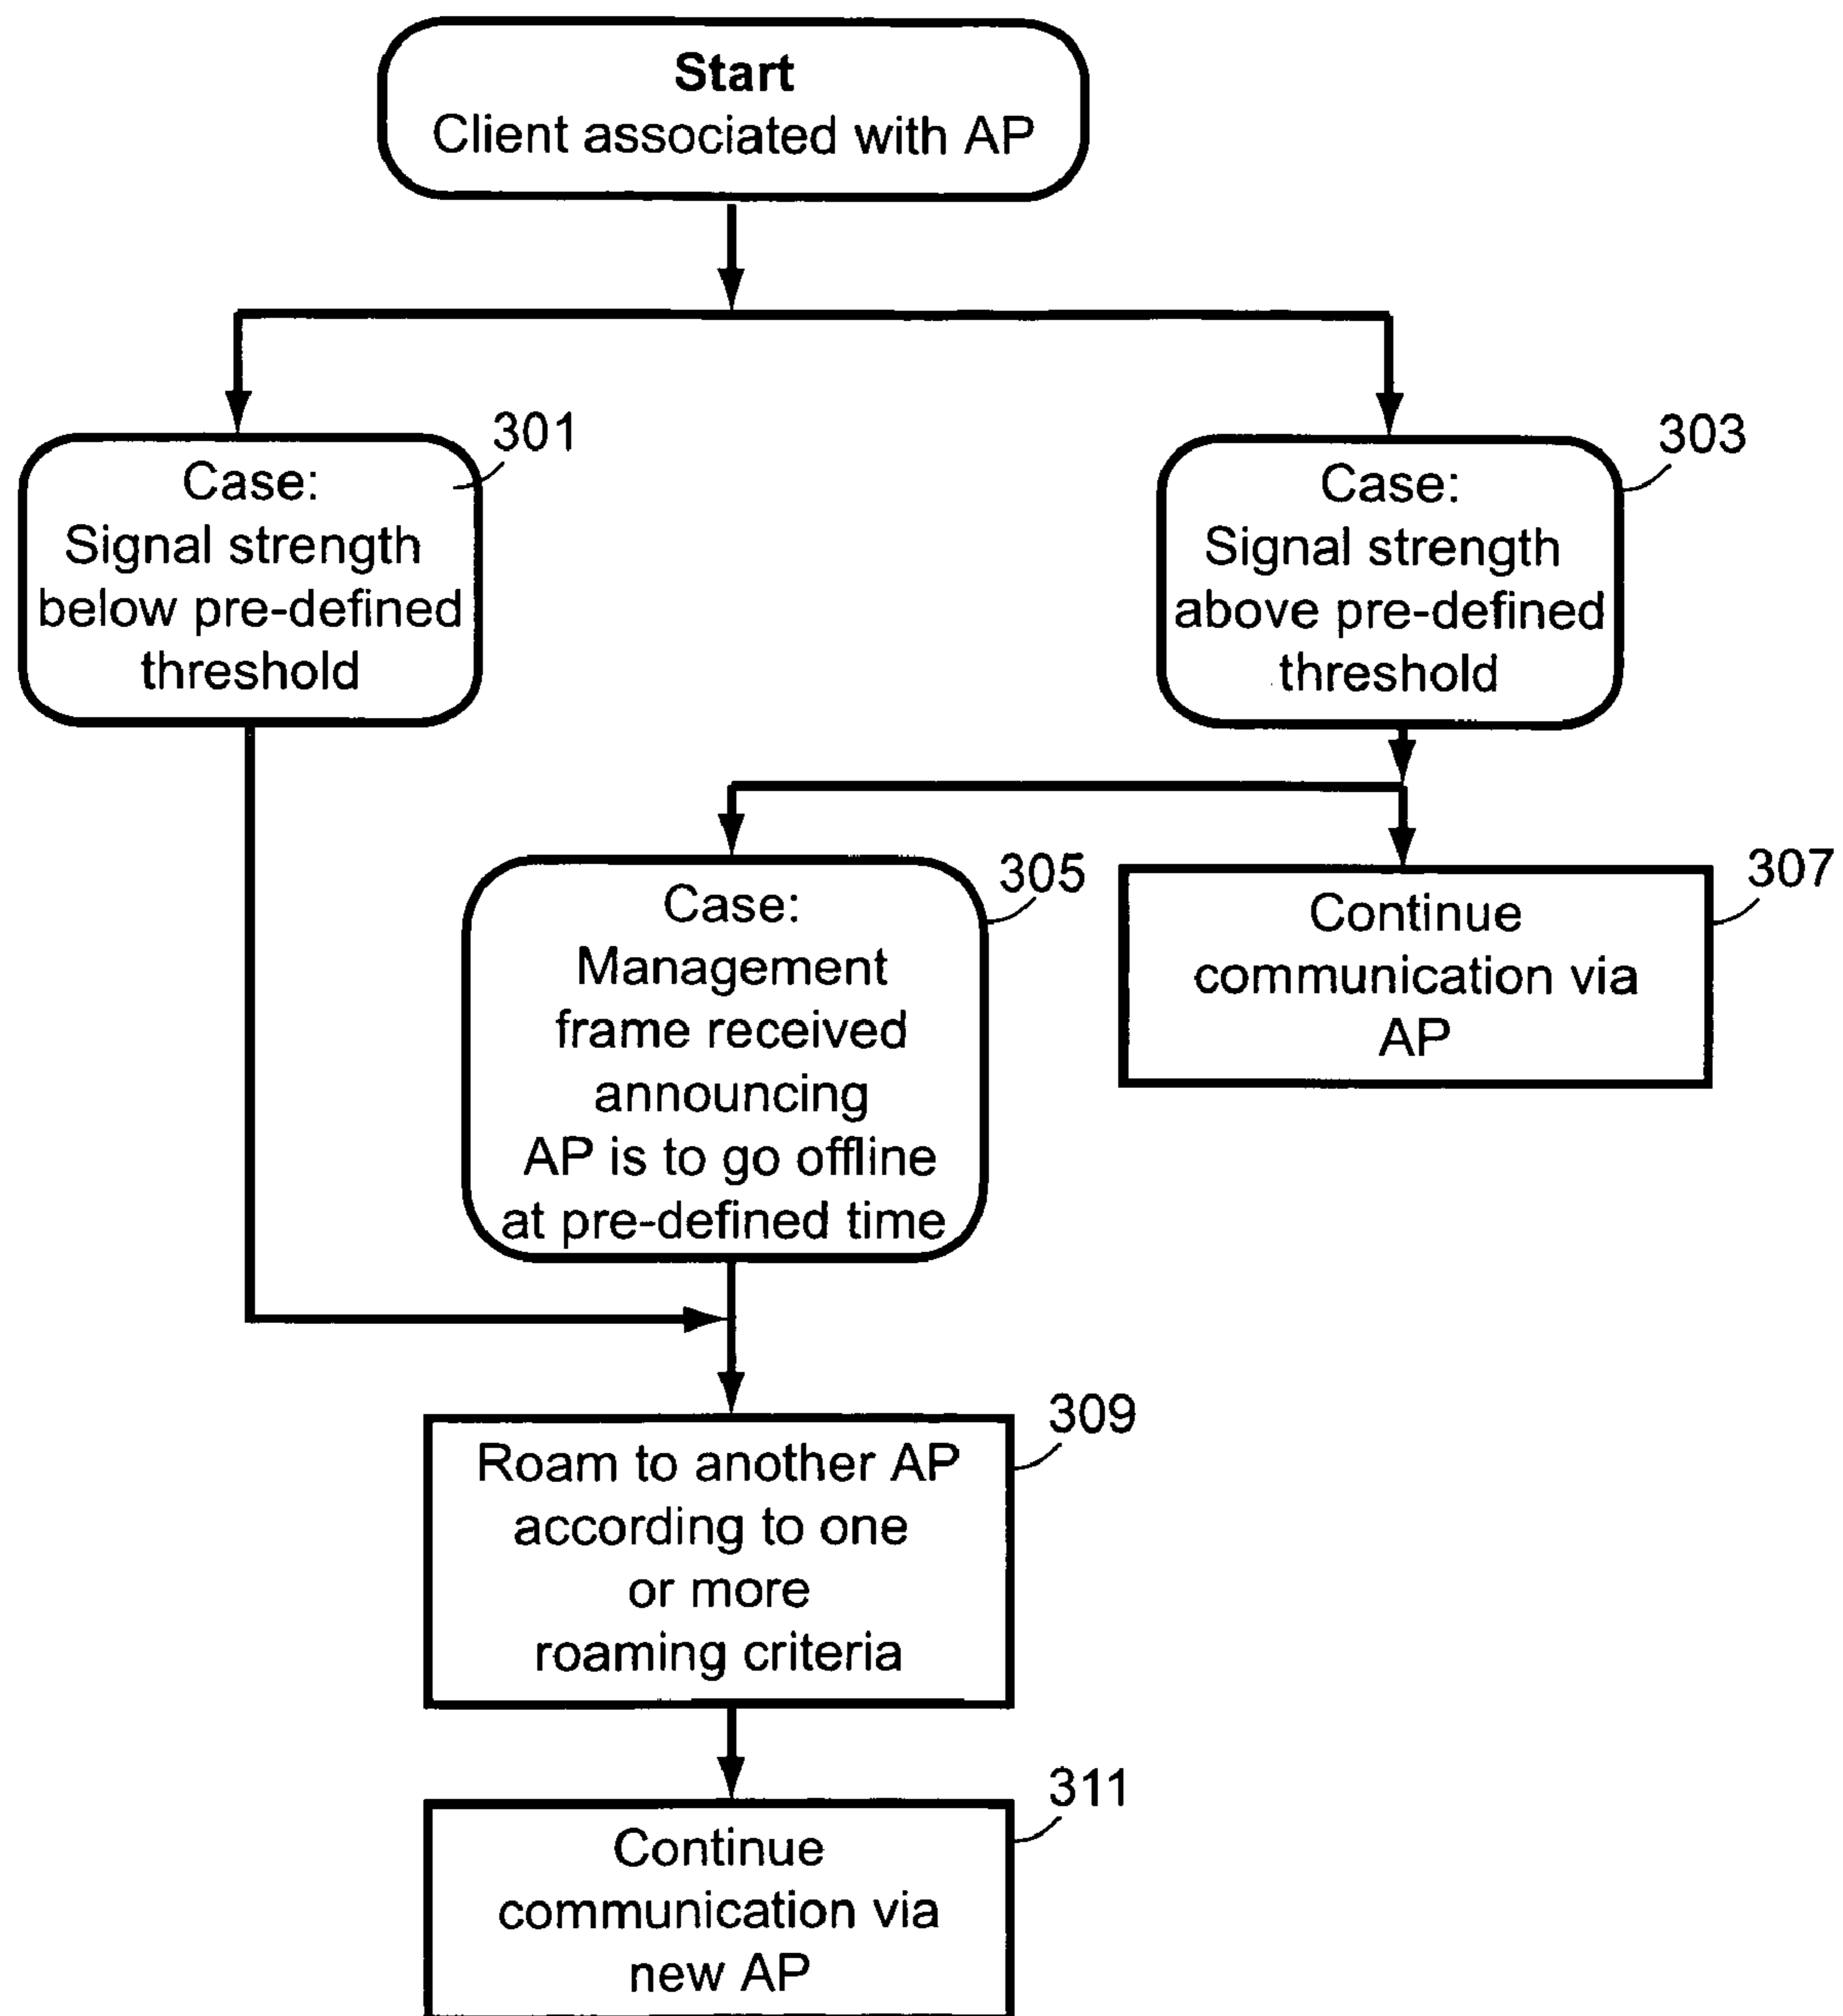 Start
Client associated with AP
301
Case:
Signal strength
below pre-defined
threshold
303
Case:
Signal strength
above pre-defined
threshold
305
Case:
Management
frame received
announcing
AP is to go offline
at pre-defined time
307
Continue
communication via
AP
309
Roam to another AP
according to one
or more
roaming criteria
311
Continue
communication via
new AP